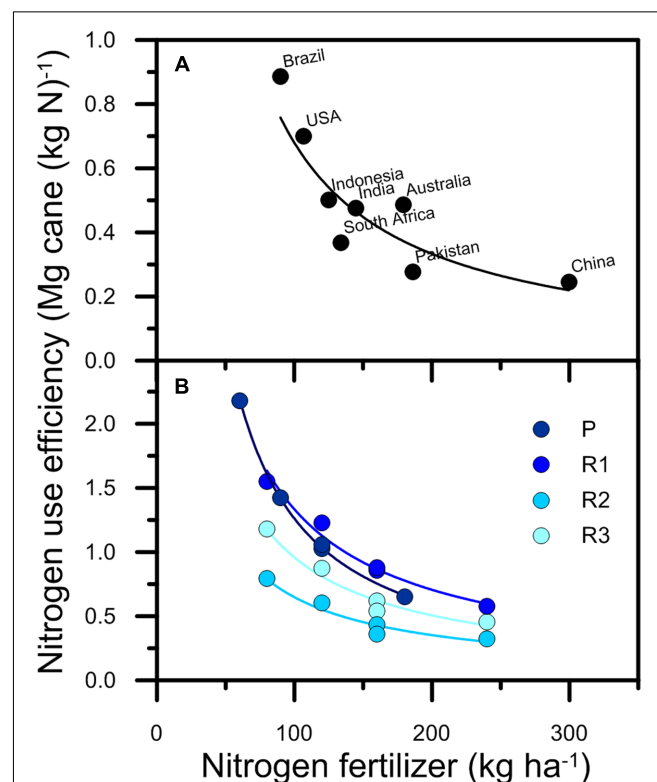 Nitrogen use efficiency (Mg cane (kg N)⁻¹
A
1.0
0.8
0.6
0.4
0.2
0.0
Brazil
USA
Indonesia
India
Australia
South Africa
Pakistan
China
B
2.0
1.5
1.0
0.5
0.0
P
R1
R2
R3
0 100 200 300
Nitrogen fertilizer (kg ha⁻¹)